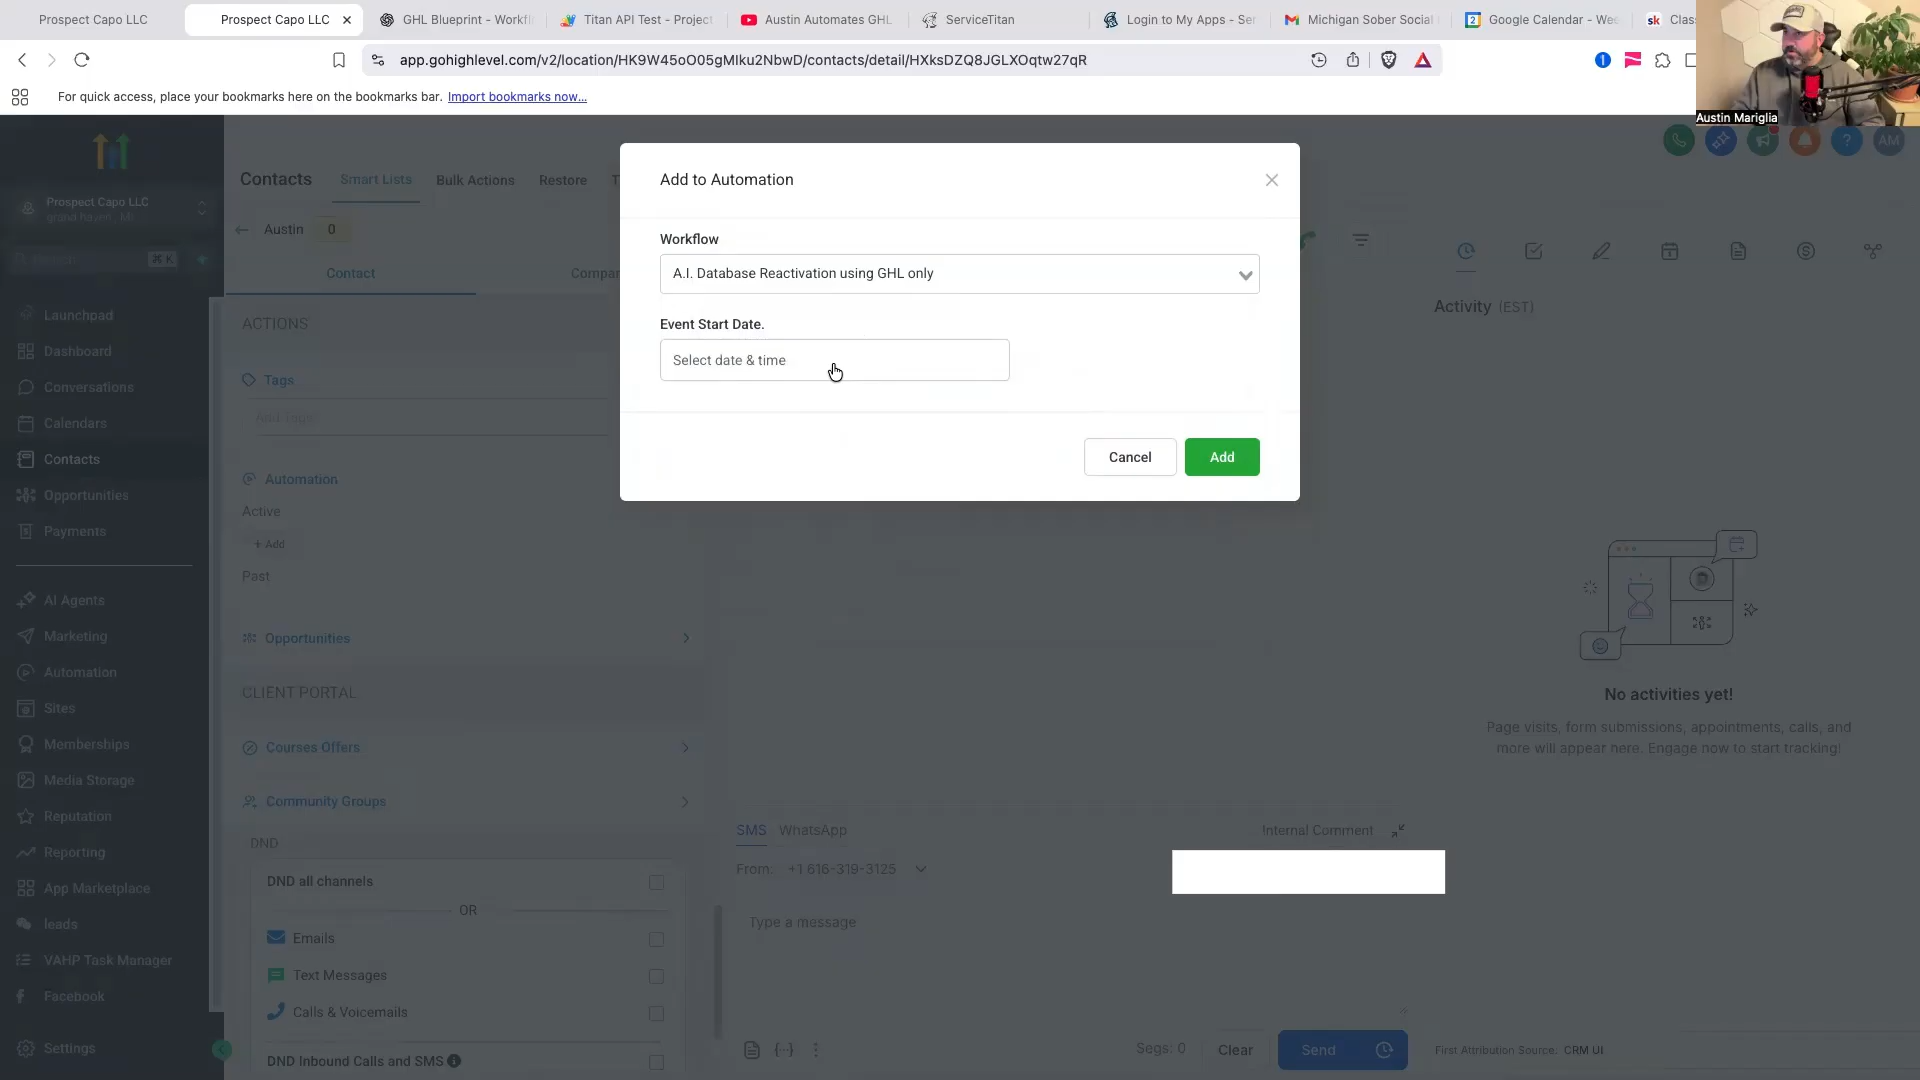 Prospect Capo LLC
Prospect Capo LLC
GHL Blueprint - Workfl
Titan API Test - Project
Austin Automates GHL
ServiceTitan
Login to My Apps - Ser
Michigan Sober Social
Google Calendar - Wee
Clas
app.gohighlevel.com/v2/location/HK9W45oO05gMIku2NbwD/contacts/detail/HXksDZQ8JGLXOqtw27qR
For quick access, place your bookmarks here on the bookmarks bar. Import bookmarks now...
Austin Mariglia
AM
Prospect Capo LLC
grand haven, MI
Search
⌘ K
Launchpad
Dashboard
Conversations
Calendars
Contacts
Opportunities
Payments
AI Agents
Marketing
Automation
Sites
Memberships
Media Storage
Reputation
Reporting
App Marketplace
leads
VAHP Task Manager
Facebook
Settings
Contacts
Smart Lists
Bulk Actions
Restore
Austin
0
Contact
Compan
ACTIONS
Tags
Add Tags
Automation
Active
+ Add
Past
Opportunities
CLIENT PORTAL
Courses Offers
Community Groups
DND
DND all channels
OR
Emails
Text Messages
Calls & Voicemails
DND Inbound Calls and SMS
Add to Automation
Workflow
A.I. Database Reactivation using GHL only
Event Start Date.
Select date & time
Cancel
Add
SMS
WhatsApp
Internal Comment
From: +1 616-319-3125
Type a message
Segs: 0
Clear
Send
Activity (EST)
No activities yet!
Page visits, form submissions, appointments, calls, and
more will appear here. Engage now to start tracking!
First Attribution Source: CRM UI